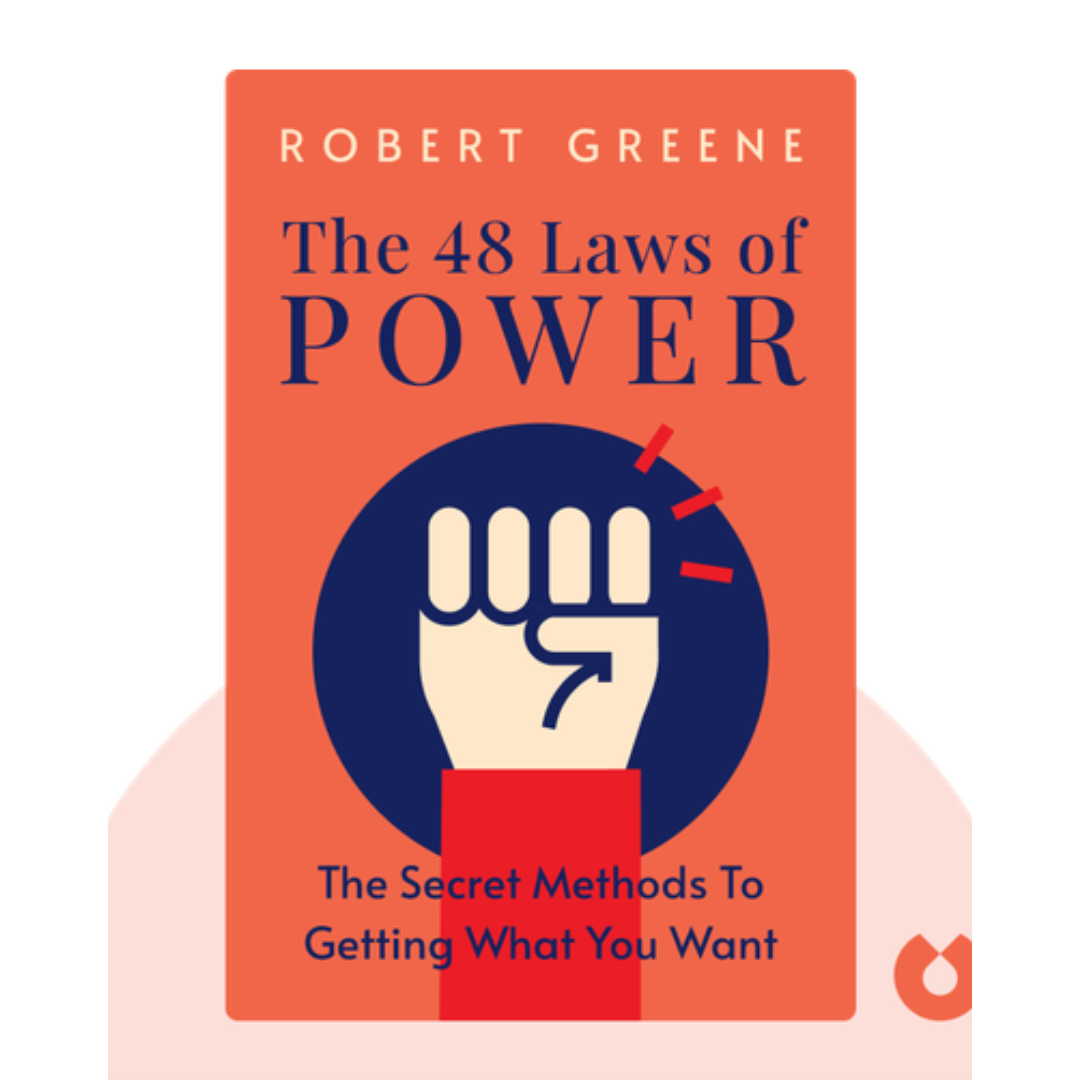 ROBERT GREENE
The 48 Laws of
POWER
The Secret Methods To
Getting What You Want